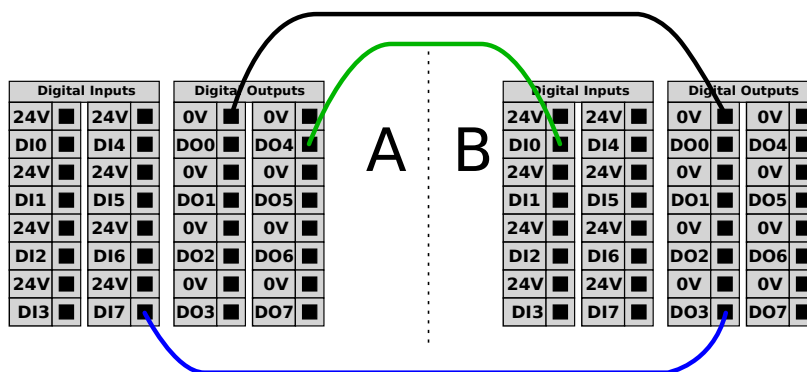 Digital Inputs Digital Outputs Digital Inputs Digital Outputs
24V 24V 0V 0V A B 24V 24V 0V 0V
DI0 DI4 DO0 DO4 DI0 DI4 DO0 DO4
24V 24V 0V 0V 24V 24V 0V 0V
DI1 DI5 DO1 DO5 DI1 DI5 DO1 DO5
24V 24V 0V 0V 24V 24V 0V 0V
DI2 DI6 DO2 DO6 DI2 DI6 DO2 DO6
24V 24V 0V 0V 24V 24V 0V 0V
DI3 DI7 DO3 DO7 DI3 DI7 DO3 DO7